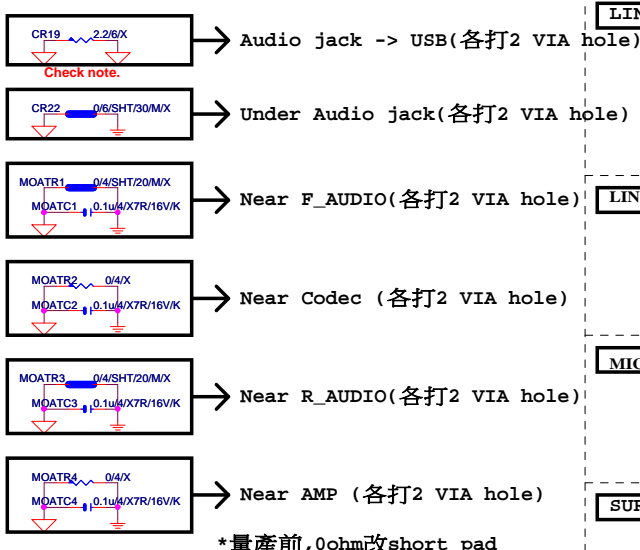 CR19 2.2/6/X
Check note.
Audio jack -> USB(各打2 VIA hole)
CR22 0/6/SHT/30/M/X
Under Audio jack(各打2 VIA hole)
MOATR1 0/4/SHT/20/M/X
MOATC1 0.1u/4/X7R/16V/K
Near F_AUDIO(各打2 VIA hole)
MOATR2 0/4/X
MOATC2 0.1u/4/X7R/16V/K
Near Codec (各打2 VIA hole)
MOATR3 0/4/SHT/20/M/X
MOATC3 0.1u/4/X7R/16V/K
Near R_AUDIO(各打2 VIA hole)
MOATR4 0/4/X
MOATC4 0.1u/4/X7R/16V/K
Near AMP (各打2 VIA hole)
*量產前,0ohm改short pad
LIN
LIN
MIC
SUR